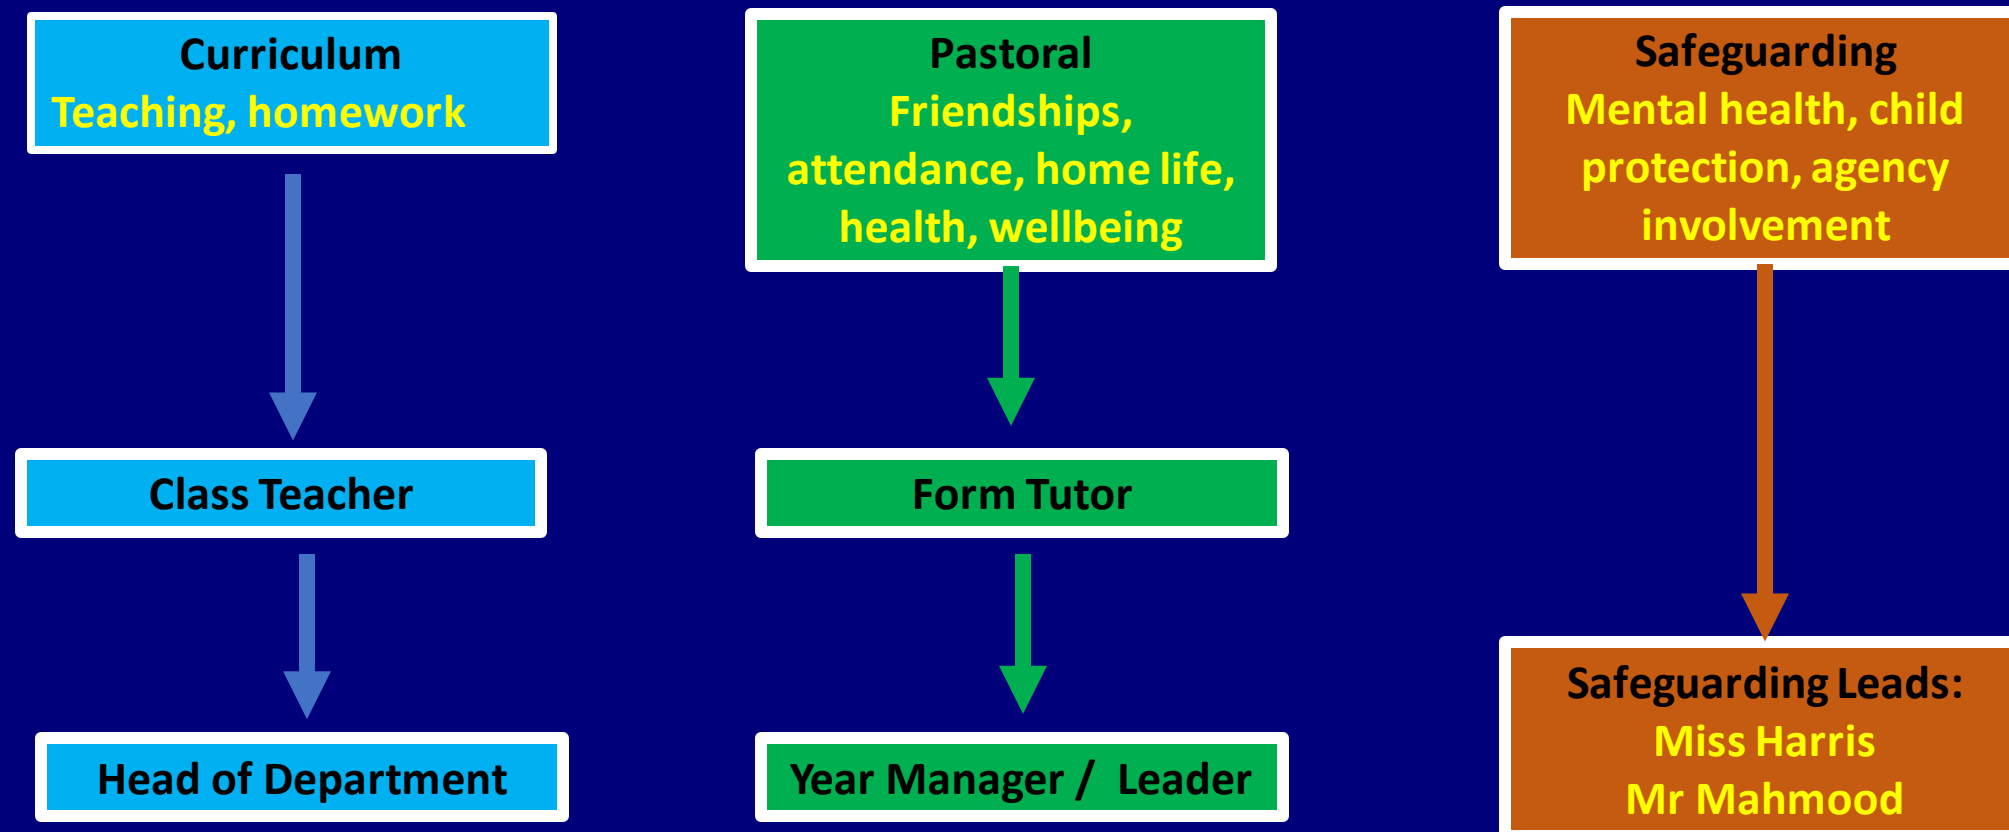 Curriculum
Teaching, homework
Pastoral
Friendships,
attendance, home life,
health, wellbeing
Safeguarding
Mental health, child
protection, agency
involvement
Class Teacher
Form Tutor
Head of Department
Year Manager / Leader
Safeguarding Leads:
Miss Harris
Mr Mahmood